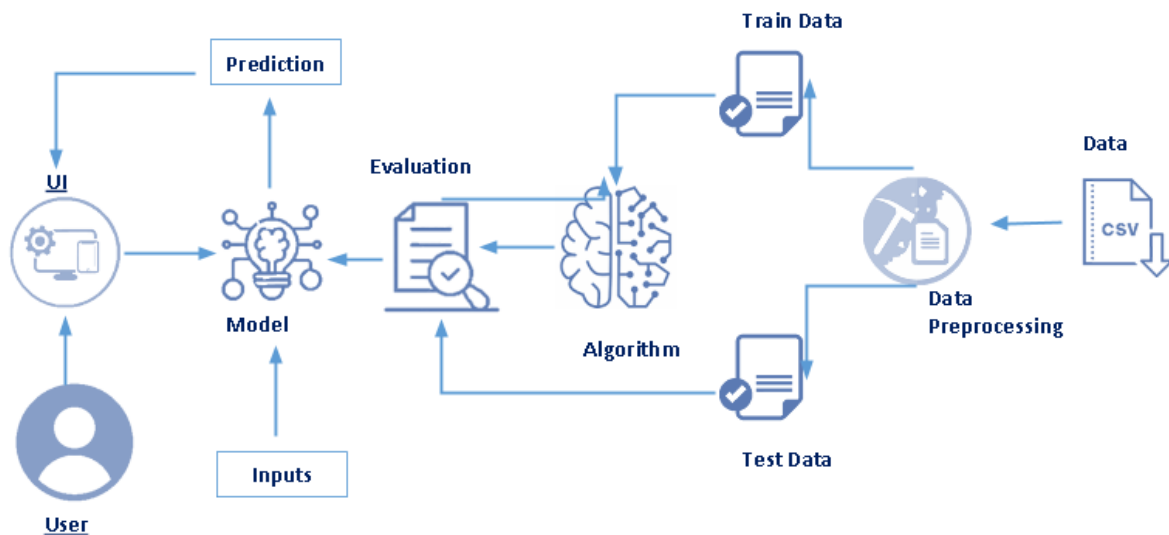 Train Data
Prediction
Data
Evaluation
UI
CSV
Model
Data
Preprocessing
Algorithm
Inputs
Test Data
User